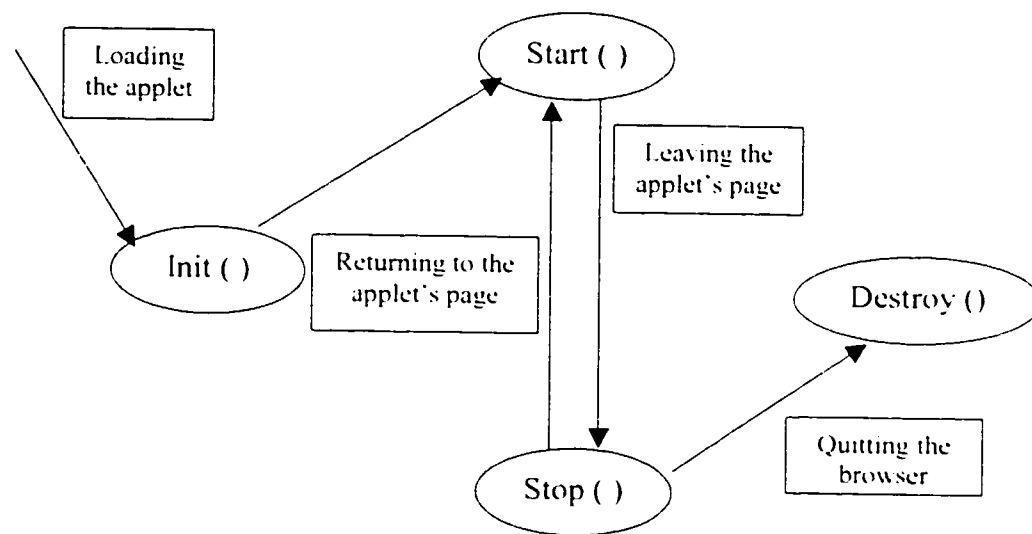 Loading
the applet
Start ( )
Leaving the
applet's page
Init ( )
Returning to the
applet's page
Destroy ()
Stop ( )
Quitting the
browser